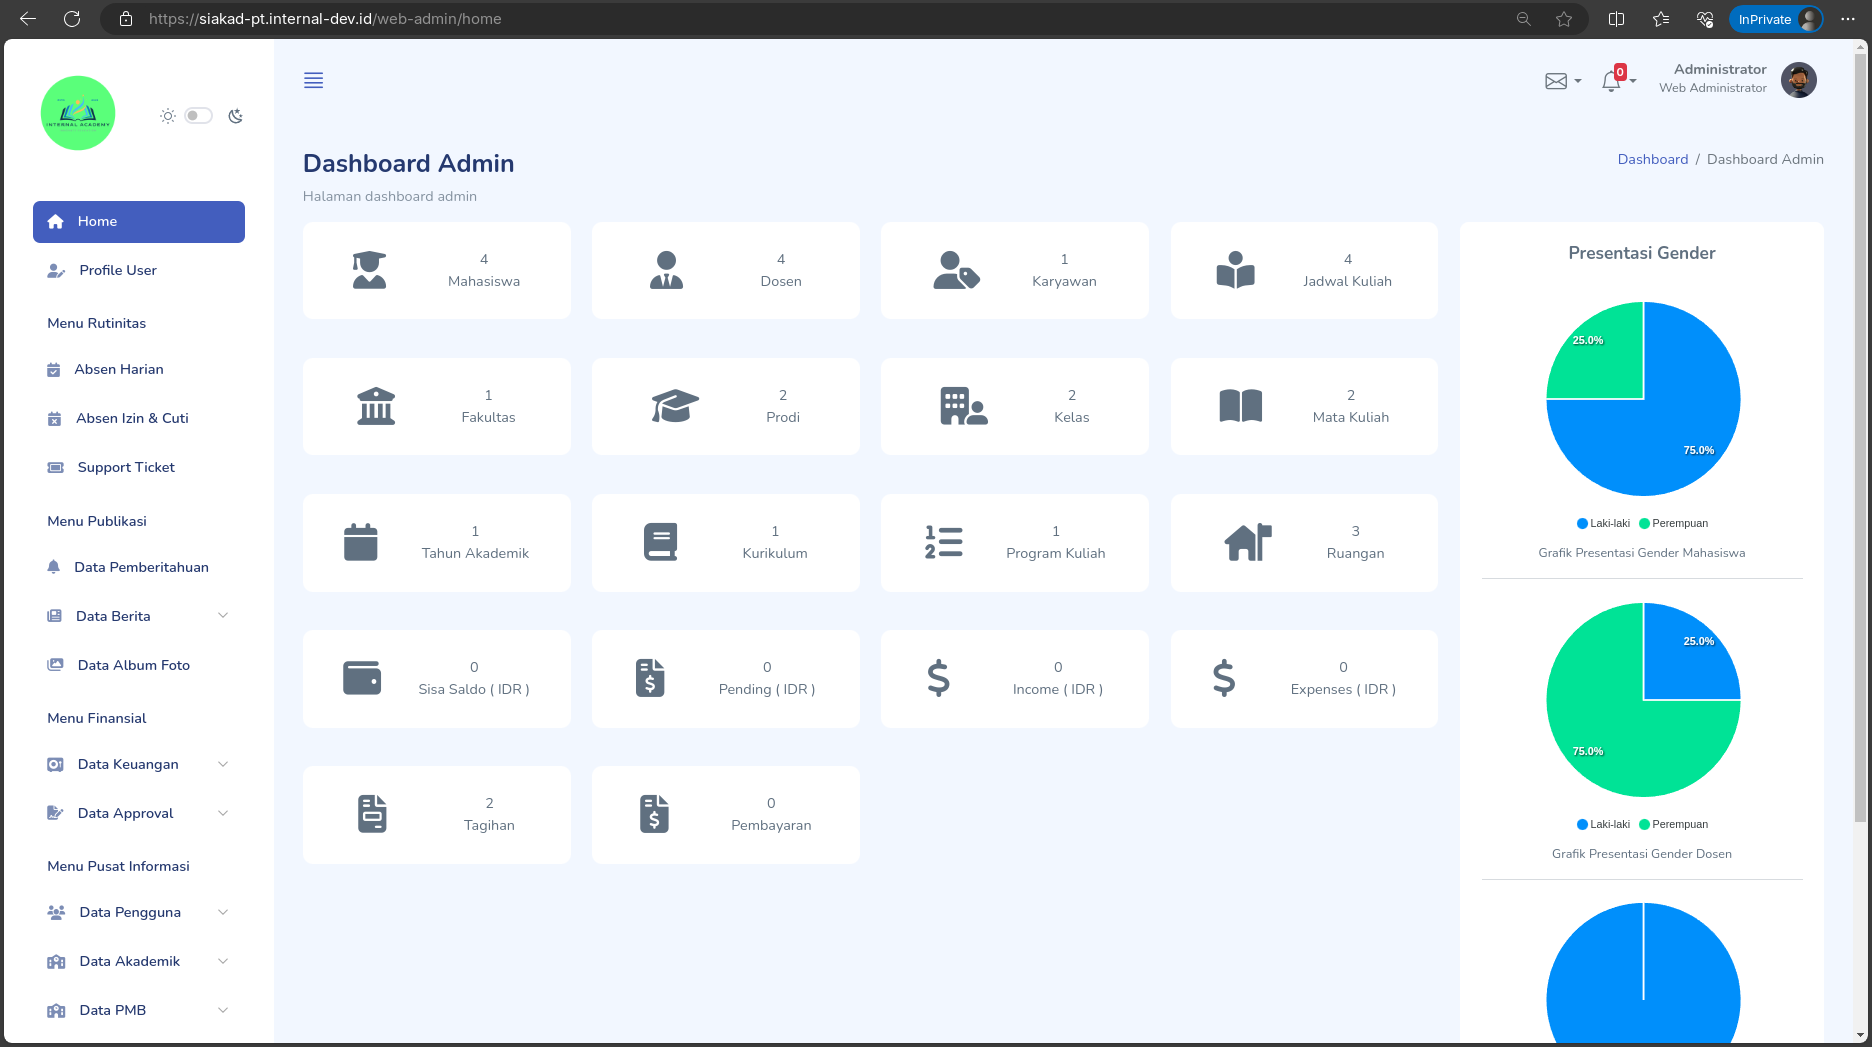 https://siakad-pt.internal-dev.id/web-admin/home
InPrivate
INTERNAL ACADEMY
0
Administrator
Web Administrator
Dashboard Admin
Halaman dashboard admin
Dashboard / Dashboard Admin
Home
Profile User
Menu Rutinitas
Absen Harian
Absen Izin & Cuti
Support Ticket
Menu Publikasi
Data Pemberitahuan
Data Berita
Data Album Foto
Menu Finansial
Data Keuangan
Data Approval
Menu Pusat Informasi
Data Pengguna
Data Akademik
Data PMB
4
Mahasiswa
4
Dosen
1
Karyawan
4
Jadwal Kuliah
1
Fakultas
2
Prodi
2
Kelas
2
Mata Kuliah
1
Tahun Akademik
1
Kurikulum
1
Program Kuliah
3
Ruangan
0
Sisa Saldo ( IDR )
0
Pending ( IDR )
0
Income ( IDR )
0
Expenses ( IDR )
2
Tagihan
0
Pembayaran
Presentasi Gender
25.0%
75.0%
Laki-laki Perempuan
Grafik Presentasi Gender Mahasiswa
25.0%
75.0%
Laki-laki Perempuan
Grafik Presentasi Gender Dosen